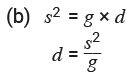 (b) s² = g × d
d = s²/g